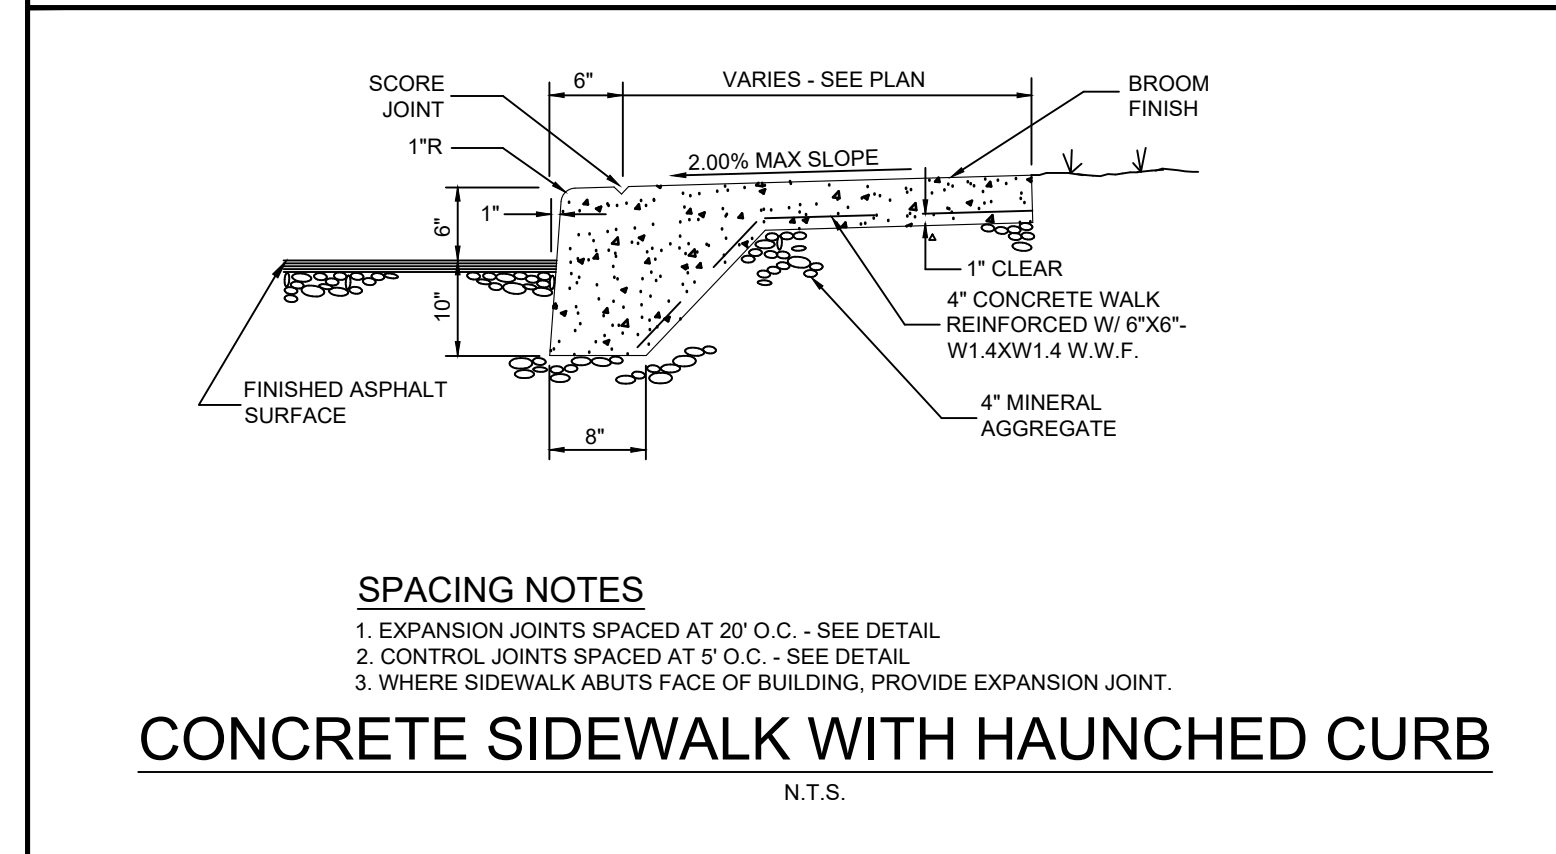 SCORE
JOINT
6"
VARIES - SEE PLAN
BROOM
FINISH
1"R
2.00% MAX SLOPE
1"
6"
10"
1" CLEAR
4" CONCRETE WALK
REINFORCED W/ 6"X6"-
W1.4XW1.4 W.W.F.
FINISHED ASPHALT
SURFACE
4" MINERAL
AGGREGATE
8"
SPACING NOTES
1. EXPANSION JOINTS SPACED AT 20' O.C. - SEE DETAIL
2. CONTROL JOINTS SPACED AT 5' O.C. - SEE DETAIL
3. WHERE SIDEWALK ABUTS FACE OF BUILDING, PROVIDE EXPANSION JOINT.
CONCRETE SIDEWALK WITH HAUNCHED CURB
N.T.S.